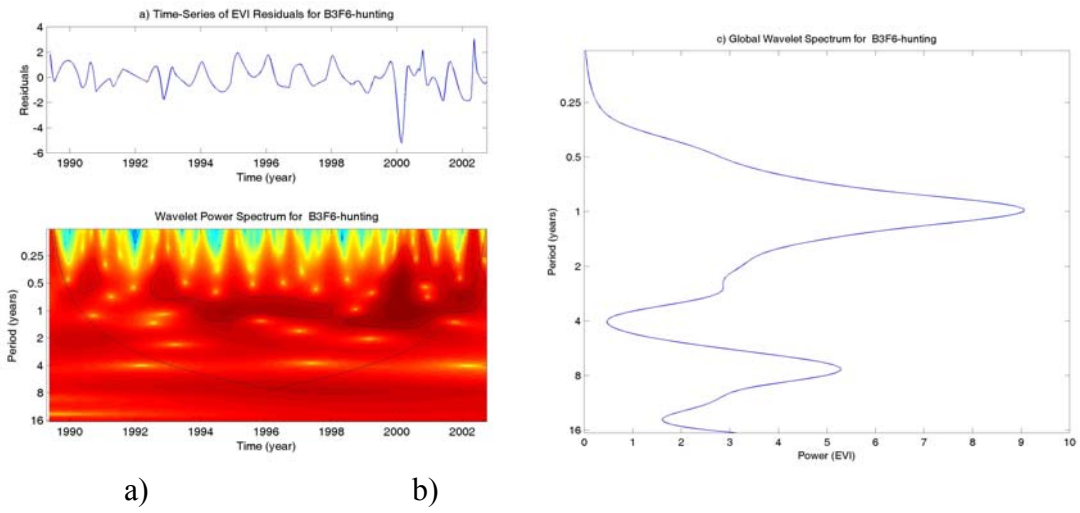 a) Time-Series of EVI Residuals for B3F6-hunting
4
2
0
-2
-4
-6
Residuals
1990 1992 1994 1996 1998 2000 2002
Time (year)
Wavelet Power Spectrum for B3F6-hunting
0.25
0.5
1
2
4
8
16
Period (years)
1990 1992 1994 1996 1998 2000 2002
Time (year)
c) Global Wavelet Spectrum for B3F6-hunting
0.25
0.5
1
2
4
8
16
Period (years)
0 1 2 3 4 5 6 7 8 9 10
Power (EVI)
a) b)